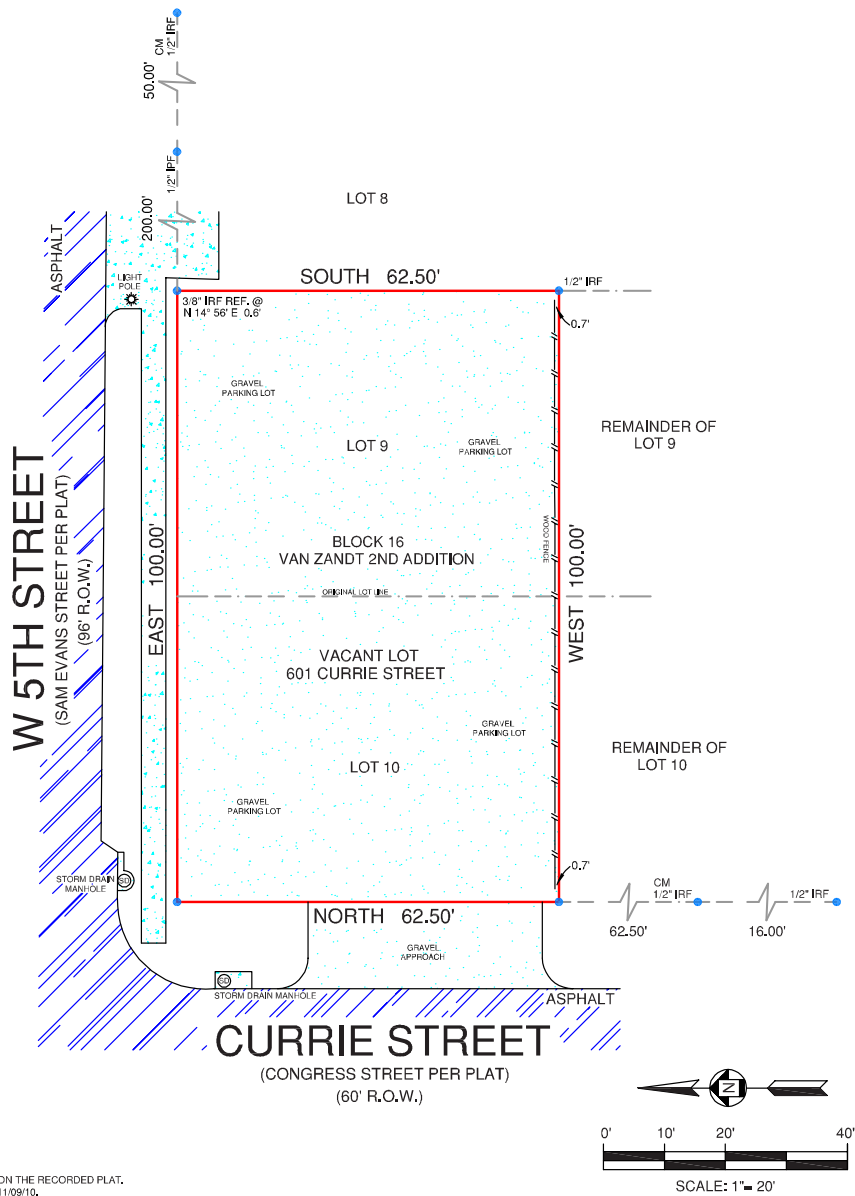 CM
1/2" IRF
50.00'
1/2" IPF
200.00'
LOT 8
ASPHALT
LIGHT
POLE
SOUTH 62.50'
1/2" IRF
3/8" IRF REF. @
N 14° 56' E 0.6'
0.7'
GRAVEL
PARKING LOT
LOT 9
GRAVEL
PARKING LOT
REMAINDER OF
LOT 9
W 5TH STREET
(SAM EVANS STREET PER PLAT)
(96' R.O.W.)
EAST 100.00'
BLOCK 16
VAN ZANDT 2ND ADDITION
WOOD FENCE
WEST 100.00'
ORIGINAL LOT LINE
VACANT LOT
601 CURRIE STREET
GRAVEL
PARKING LOT
REMAINDER OF
LOT 10
LOT 10
GRAVEL
PARKING LOT
STORM DRAIN
MANHOLE
SD
0.7'
CM
1/2" IRF
1/2" IRF
NORTH 62.50'
62.50'
16.00'
GRAVEL
APPROACH
SD
STORM DRAIN MANHOLE
ASPHALT
CURRIE STREET
(CONGRESS STREET PER PLAT)
(60' R.O.W.)
N
0' 10' 20' 40'
SCALE: 1"= 20'
ON THE RECORDED PLAT.
11/09/10.